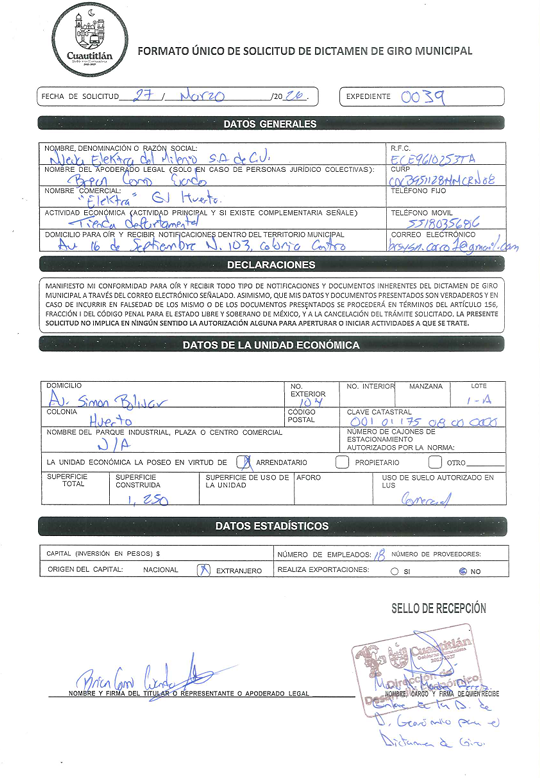 Cuautitlán
FORMATO ÚNICO DE SOLICITUD DE DICTAMEN DE GIRO MUNICIPAL
FECHA DE SOLICITUD 27 / Marzo /20 26.
EXPEDIENTE 0039
DATOS GENERALES
NOMBRE, DENOMINACIÓN O RAZÓN SOCIAL: R.F.C.
Nueva Elektra del Milenio S.A de C.V.
NOMBRE DEL APODERADO LEGAL (SOLO EN CASO DE PERSONAS JURÍDICO COLECTIVAS): CURP
NOMBRE COMERCIAL: TELÉFONO FIJO
"Elektra" GJ Huerto.
ACTIVIDAD ECONÓMICA (ACTIVIDAD PRINCIPAL Y SI EXISTE COMPLEMENTARIA SEÑALE) TELÉFONO MOVIL
Tienda departamental
DOMICILIO PARA OÍR Y RECIBIR NOTIFICACIONES DENTRO DEL TERRITORIO MUNICIPAL CORREO ELECTRÓNICO
Av 16 de Septiembre N. 103, Centro
DECLARACIONES
MANIFIESTO MI CONFORMIDAD PARA OÍR Y RECIBIR TODO TIPO DE NOTIFICACIONES Y DOCUMENTOS INHERENTES DEL DICTAMEN DE GIRO
MUNICIPAL A TRAVÉS DEL CORREO ELECTRÓNICO SEÑALADO. ASIMISMO, QUE MIS DATOS Y DOCUMENTOS PRESENTADOS SON VERDADEROS Y EN
CASO DE INCURRIR EN FALSEDAD DE LOS MISMO O DE LOS DOCUMENTOS PRESENTADOS SE PROCEDERÁ EN TÉRMINOS DEL ARTÍCULO 156,
FRACCIÓN I DEL CÓDIGO PENAL PARA EL ESTADO LIBRE Y SOBERANO DE MÉXICO, Y A LA CANCELACIÓN DEL TRÁMITE SOLICITADO. LA
PRESENTE SOLICITUD NO IMPLICA EN NINGÚN SENTIDO LA AUTORIZACIÓN ALGUNA PARA APERTURAR O INICIAR ACTIVIDADES A QUE SE TRATE.
DATOS DE LA UNIDAD ECONÓMICA
DOMICILIO NO. EXTERIOR NO. INTERIOR MANZANA LOTE
Av. Simon Bolivar 104 1-A
COLONIA CÓDIGO POSTAL CLAVE CATASTRAL
Huerto 001 01 175 08 00 0000
NOMBRE DEL PARQUE INDUSTRIAL, PLAZA O CENTRO COMERCIAL NÚMERO DE CAJONES DE ESTACIONAMIENTO AUTORIZADOS POR LA NORMA:
N/A
LA UNIDAD ECONÓMICA LA POSEO EN VIRTUD DE ARRENDATARIO PROPIETARIO OTRO
SUPERFICIE TOTAL SUPERFICIE CONSTRUIDA SUPERFICIE DE USO DE LA UNIDAD AFORO USO DE SUELO AUTORIZADO EN LUS
1,250 Comercial
DATOS ESTADÍSTICOS
CAPITAL (INVERSIÓN EN PESOS) $ NÚMERO DE EMPLEADOS: 18 NÚMERO DE PROVEEDORES:
ORIGEN DEL CAPITAL: NACIONAL X EXTRANJERO REALIZA EXPORTACIONES: SI NO
SELLO DE RECEPCIÓN
Cuautitlán
Dirección de
Desarrollo Económico
NOMBRE Y FIRMA DEL TITULAR O REPRESENTANTE O APODERADO LEGAL
NOMBRE, CARGO Y FIRMA DE QUIEN RECIBE
Dictamen de Giro.